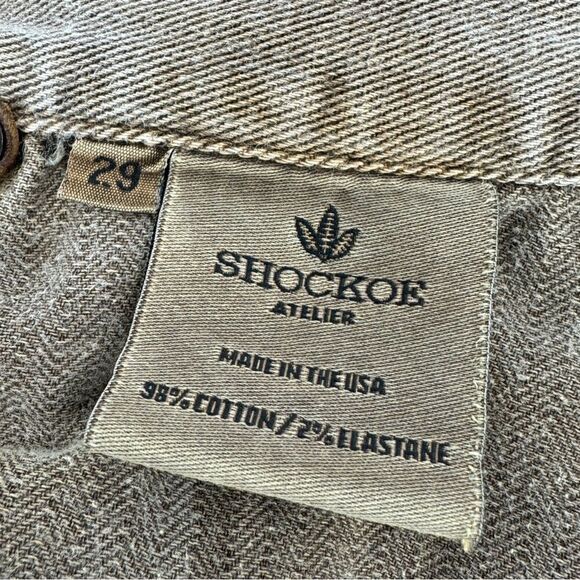 29
SHOCKOE
ATELIER
MADE IN THE USA
98% COTTON / 2% ELASTANE